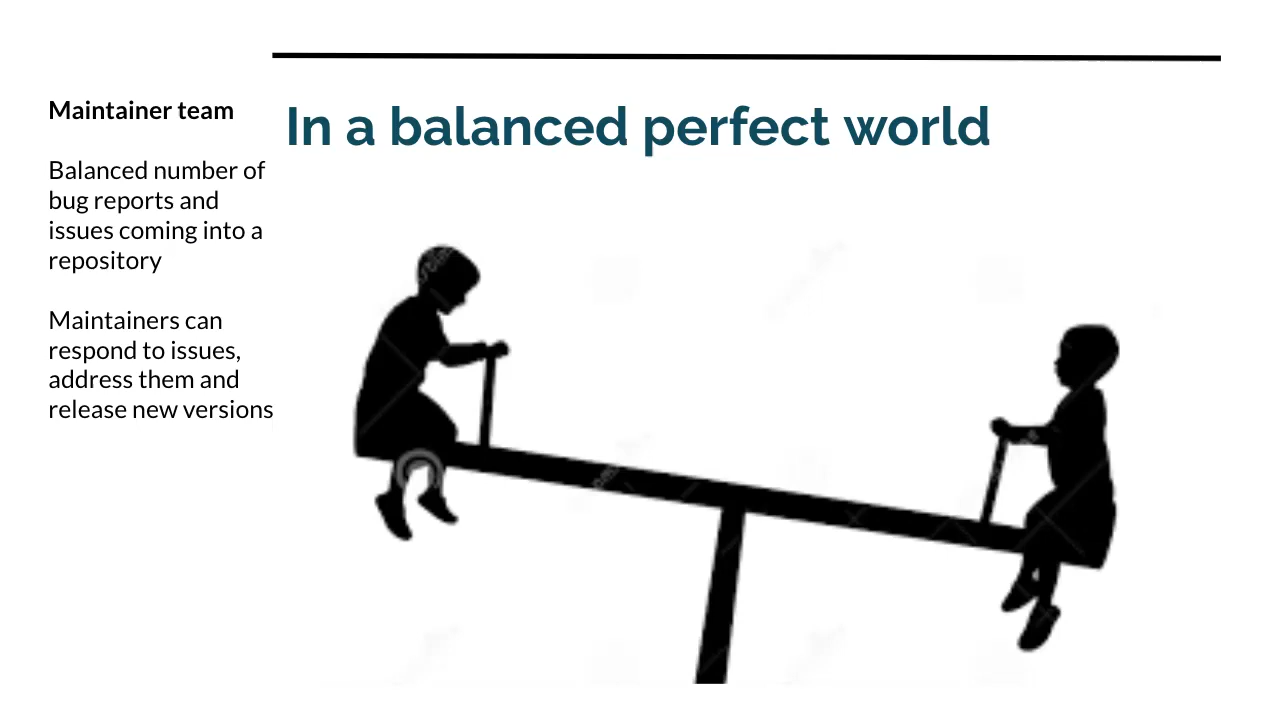 In a balanced perfect world
Maintainer team
Balanced number of
bug reports and
issues coming into a
repository
Maintainers can
respond to issues,
address them and
release new versions